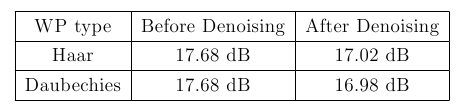 WP type Before Denoising After Denoising
Haar 17.68 dB 17.02 dB
Daubechies 17.68 dB 16.98 dB